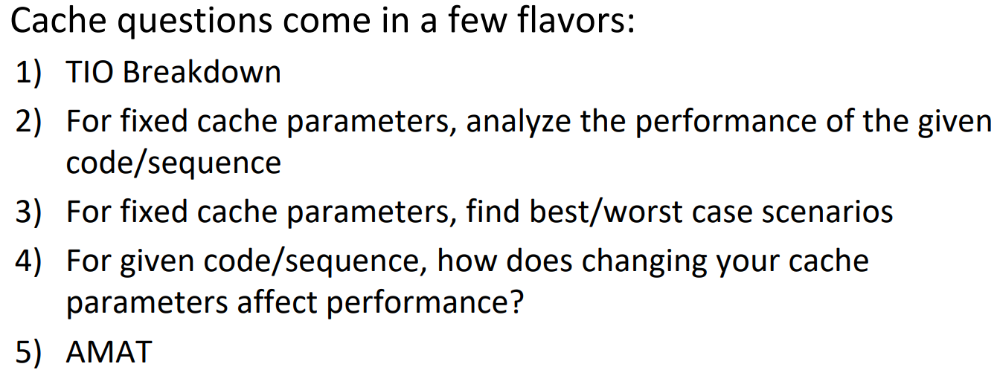 Cache questions come in a few flavors:
1) TIO Breakdown
2) For fixed cache parameters, analyze the performance of the given
code/sequence
3) For fixed cache parameters, find best/worst case scenarios
4) For given code/sequence, how does changing your cache
parameters affect performance?
5) AMAT